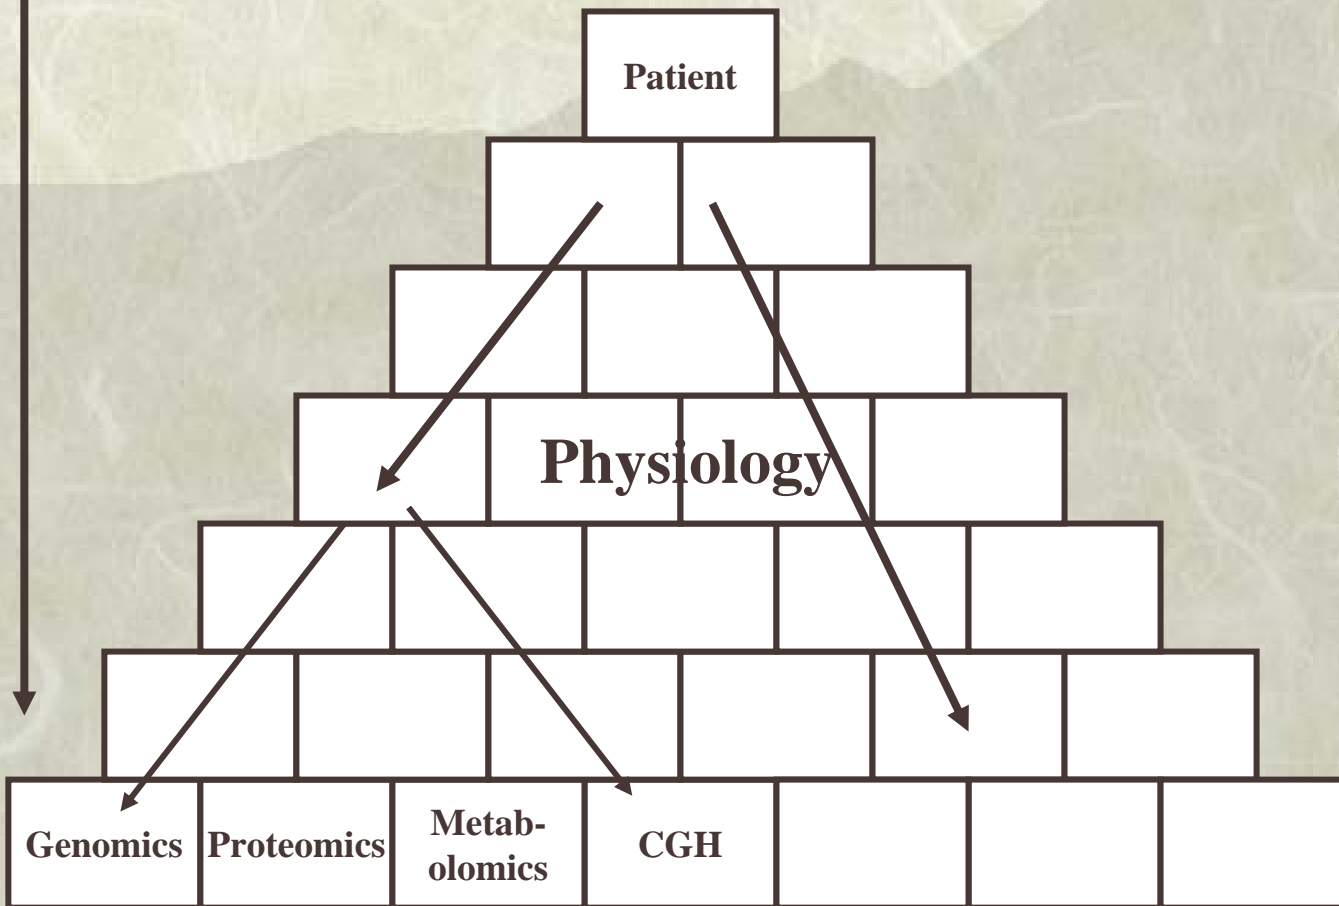 Patient
Physiology
Genomics
Proteomics
Metab-
olomics
CGH